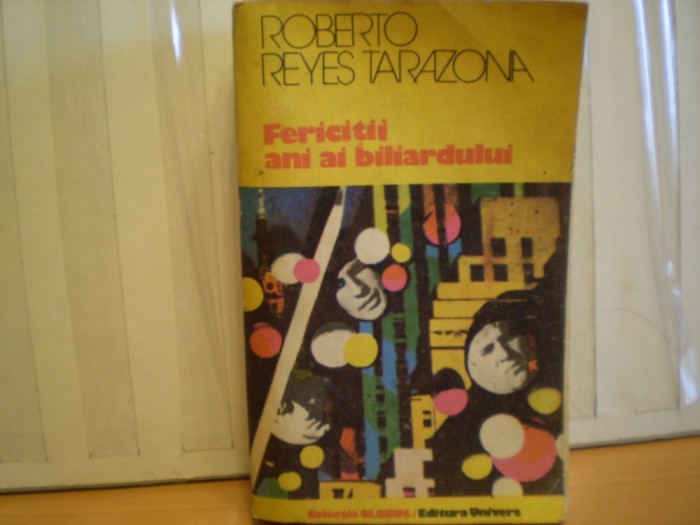 ROBERTO
REYES TARAZONA
Fericiții
ani ai biliardului
Colecția GLOBUS / Editura Univers